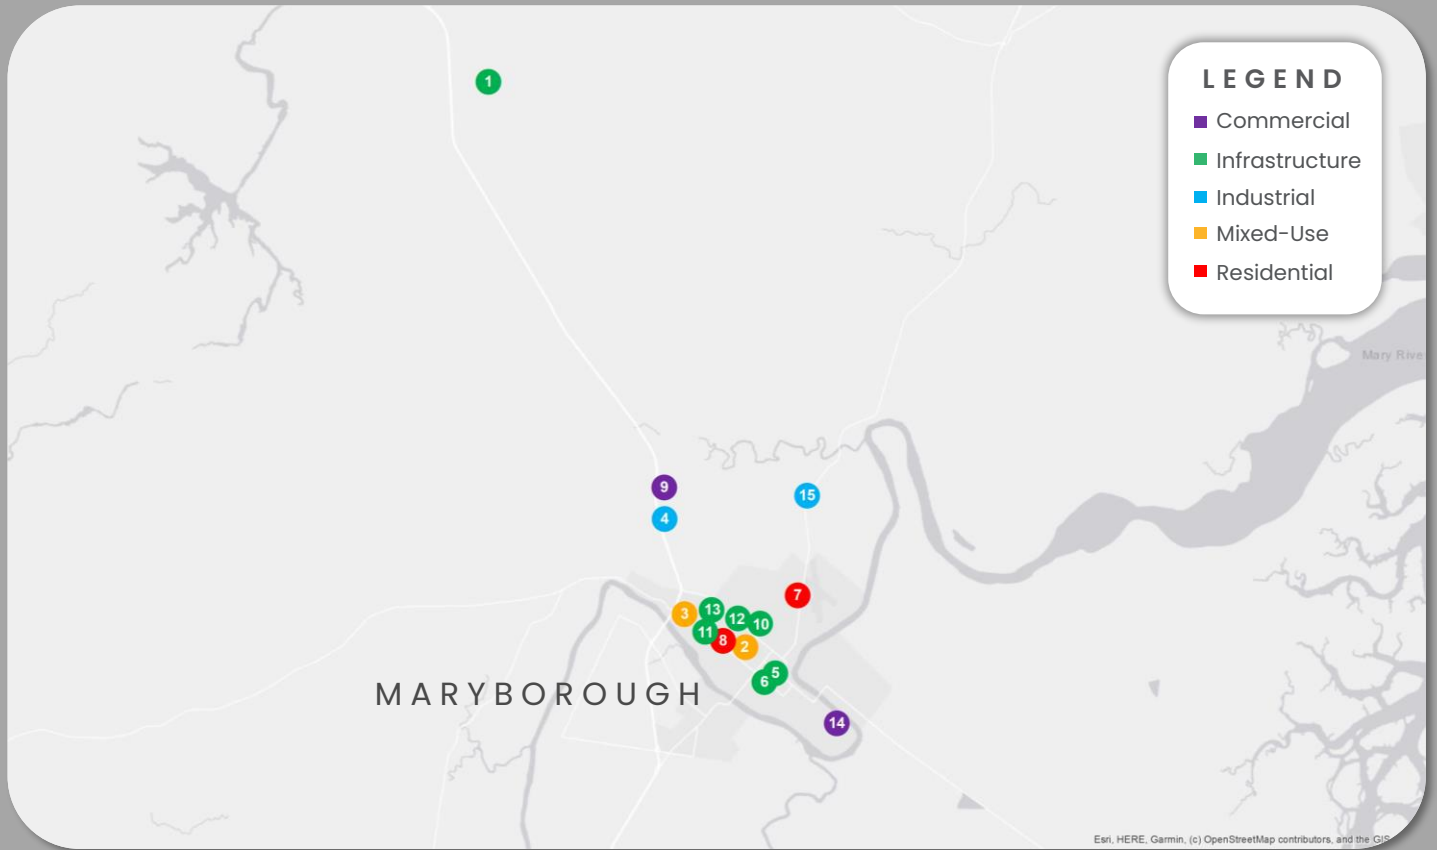 1
LEGEND
Commercial
Infrastructure
Industrial
Mixed-Use
Residential
Mary Rive
9
15
4
7
3
13
12
10
11
8
2
5
6
MARYBOROUGH
14
Esri, HERE, Garmin, (c) OpenStreetMap contributors, and the GIS